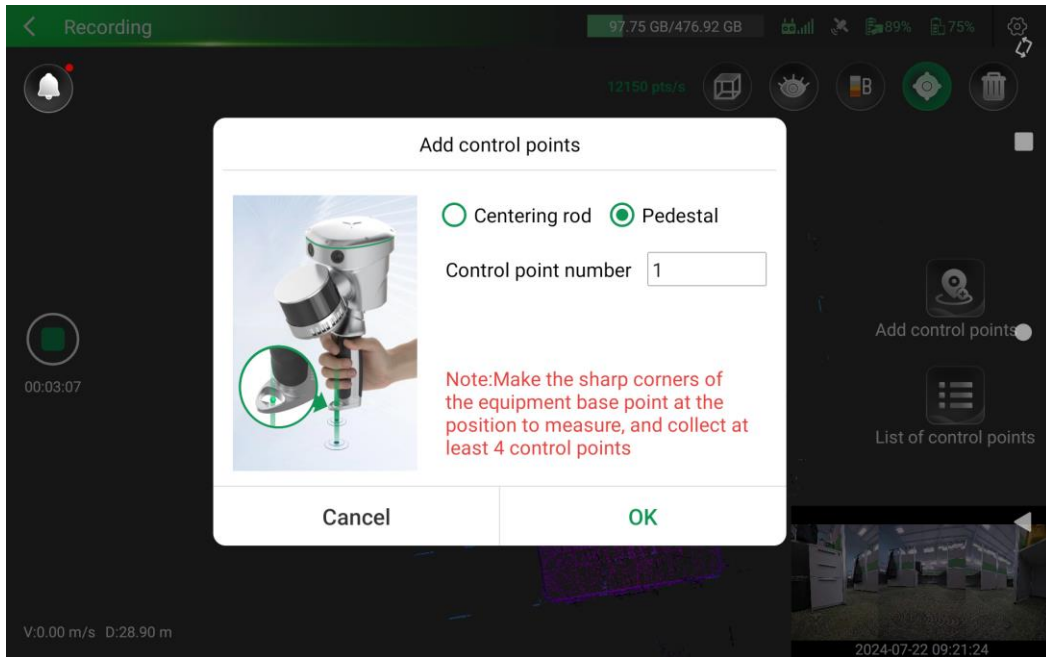 Recording
97.75 GB/476.92 GB
89%
75%
12150 pts/s
B
Add control points
Centering rod
Pedestal
Control point number
1
Note:Make the sharp corners of
the equipment base point at the
position to measure, and collect at
least 4 control points
Cancel
OK
00:03:07
Add control points
List of control points
V:0.00 m/s D:28.90 m
2024-07-22 09:21:24